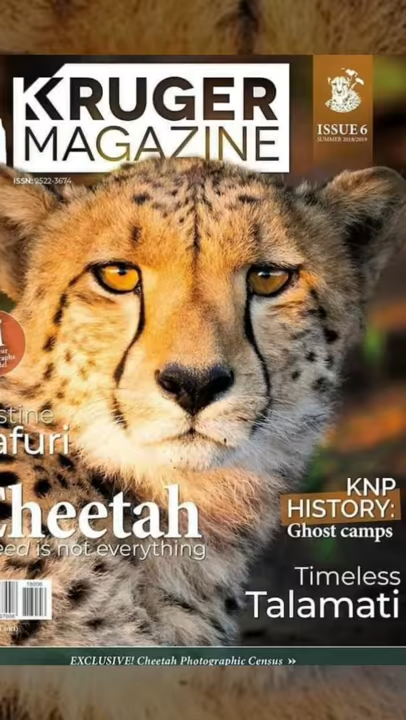 KRUGER
MAGAZINE
ISSUE 6
SUMMER 2018/2019
ISSN: 9522-3674
stine
afuri
Cheetah
eed is not everything
KNP
HISTORY:
Ghost camps
Timeless
Talamati
EXCLUSIVE! Cheetah Photographic Census »